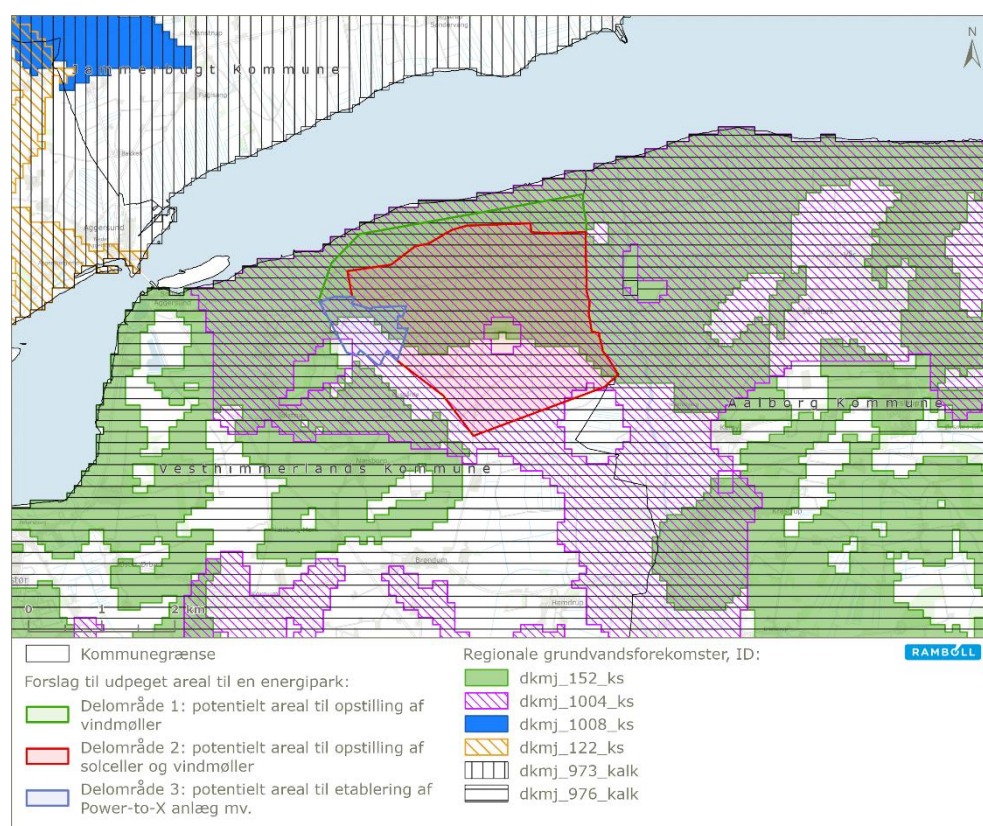 N
Manstrup
Jammerbugt Kommune
Aggersund
Aggersund
Aalborg Kommune
Vesthimmerlands Kommune
Brøndum
0 1 2 km
Kommunegrænse
Forslag til udpeget areal til en energipark:
Delområde 1: potentielt areal til opstilling af
vindmøller
Delområde 2: potentielt areal til opstilling af
solceller og vindmøller
Delområde 3: potentielt areal til etablering af
Power-to-X anlæg mv.
Regionale grundvandsforekomster, ID:
dkmj_152_ks
dkmj_1004_ks
dkmj_1008_ks
dkmj_122_ks
dkmj_973_kalk
dkmj_976_kalk
RAMBOLL